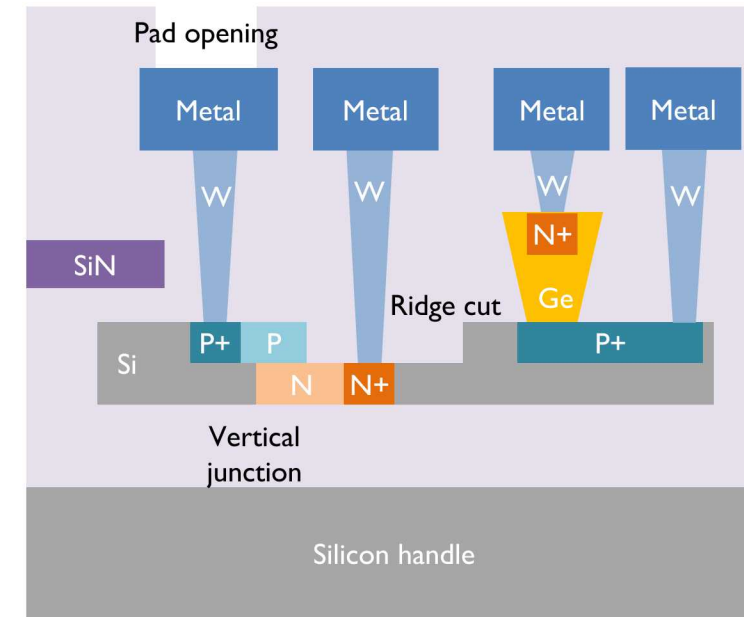 Pad opening
Metal
Metal
Metal
Metal
W
W
W
W
N+
SiN
Ge
Ridge cut
P+
P
P+
Si
N
N+
Vertical
junction
Silicon handle